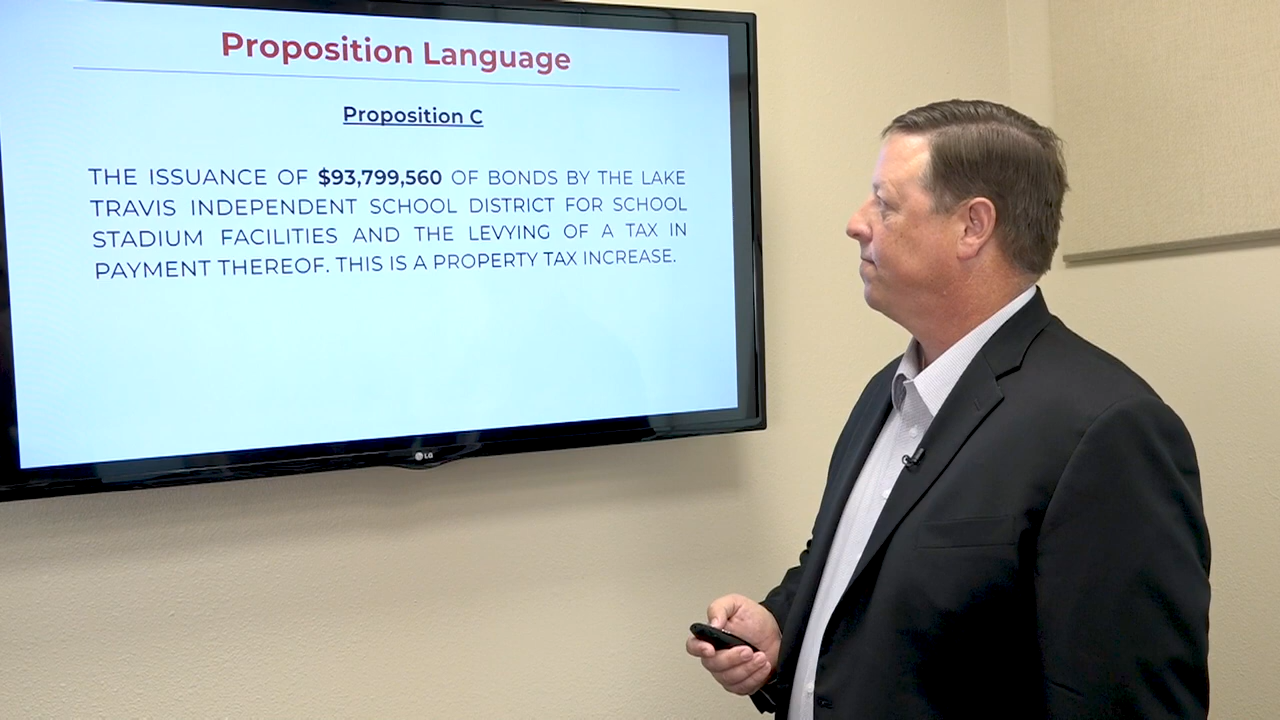 Proposition Language
Proposition C
THE ISSUANCE OF $93,799,560 OF BONDS BY THE LAKE
TRAVIS INDEPENDENT SCHOOL DISTRICT FOR SCHOOL
STADIUM FACILITIES AND THE LEVYING OF A TAX IN
PAYMENT THEREOF. THIS IS A PROPERTY TAX INCREASE.
LG